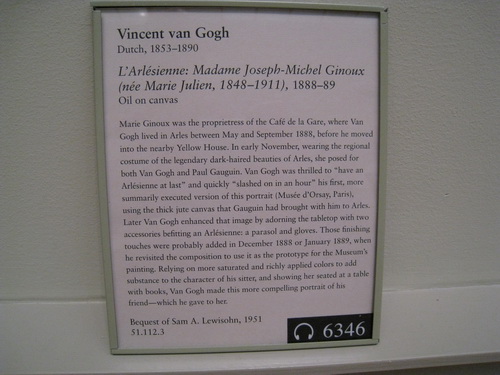 Vincent van Gogh
Dutch, 1853–1890
L'Arlésienne: Madame Joseph-Michel Ginoux
(née Marie Julien, 1848–1911), 1888–89
Oil on canvas
Marie Ginoux was the proprietress of the Café de la Gare, where Van
Gogh lived in Arles between May and September 1888, before he moved
into the nearby Yellow House. In early November, wearing the regional
costume of the legendary dark-haired beauties of Arles, she posed for
both Van Gogh and Paul Gauguin. Van Gogh was thrilled to "have an
Arlésienne at last" and quickly "slashed on in an hour" his first, more
summarily executed version of this portrait (Musée d'Orsay, Paris),
using the thick jute canvas that Gauguin had brought with him to Arles.
Later Van Gogh enhanced that image by adorning the tabletop with two
accessories befitting an Arlésienne: a parasol and gloves. Those finishing
touches were probably added in December 1888 or January 1889, when
he revisited the composition to use it as the prototype for the Museum's
painting. Relying on more saturated and richly applied colors to add
substance to the character of his sitter, and showing her seated at a table
with books, Van Gogh made this more compelling portrait of his
friend—which he gave to her.
Bequest of Sam A. Lewisohn, 1951
51.112.3
6346